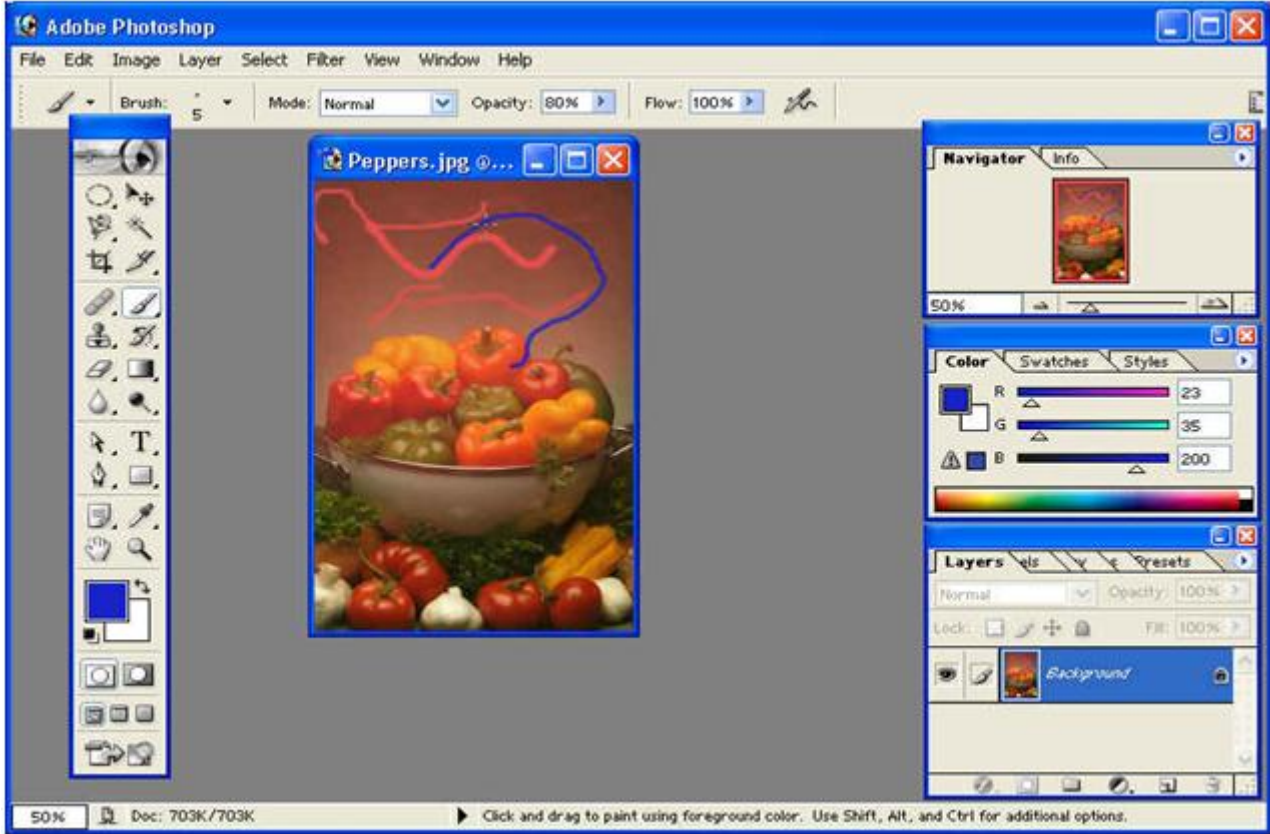 Adobe Photoshop
File Edit Image Layer Select Filter View Window Help
Brush: 5 Mode: Normal Opacity: 80% Flow: 100%
Peppers.jpg @...
Navigator Info
50%
Color Swatches Styles
R 23
G 35
B 200
Layers els Presets
Normal Opacity: 100%
Lock: Fill: 100%
Background
T
50% Doc: 703K/703K Click and drag to paint using foreground color. Use Shift, Alt, and Ctrl for additional options.